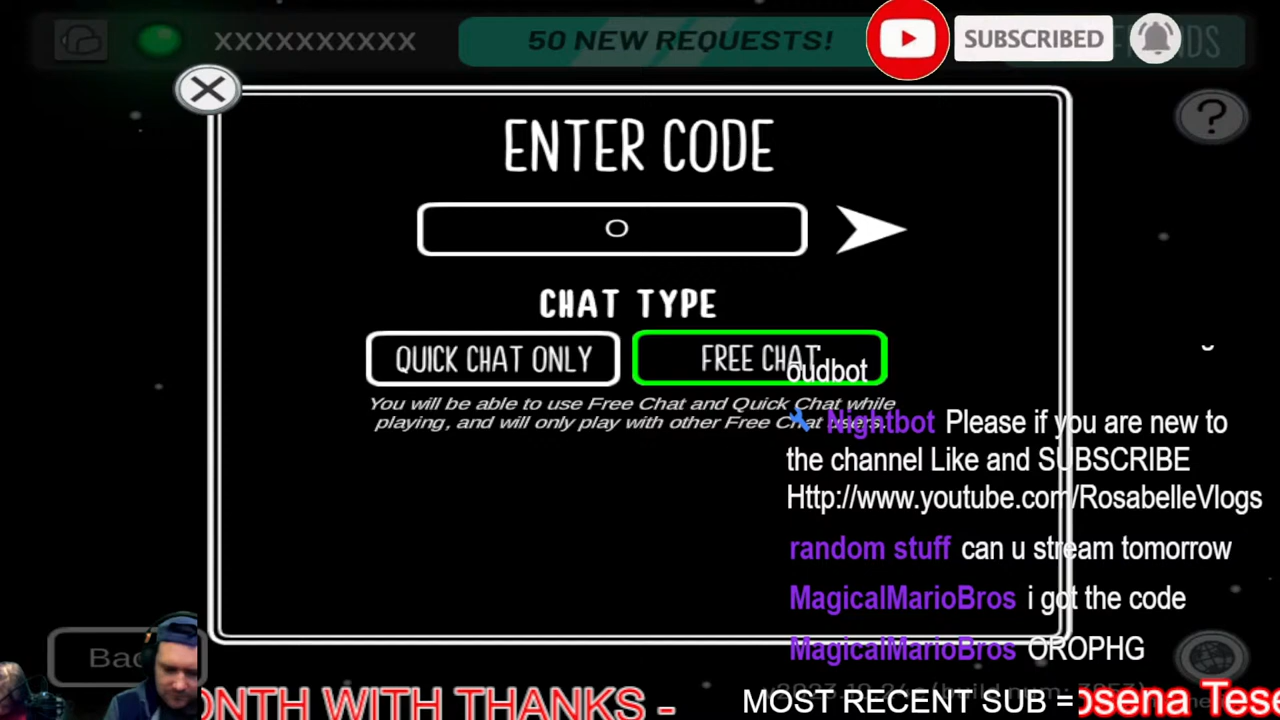 XXXXXXXXXX
50 NEW REQUESTS!
SUBSCRIBED
ENTER CODE
O
CHAT TYPE
QUICK CHAT ONLY
FREE CHAT
You will be able to use Free Chat and Quick Chat while
playing, and will only play with other Free Chat users.
oudbot
Nightbot Please if you are new to
the channel Like and SUBSCRIBE
Http://www.youtube.com/RosabelleVlogs
random stuff can u stream tomorrow
MagicalMarioBros i got the code
MagicalMarioBros OROPHG
ONTH WITH THANKS -
MOST RECENT SUB =